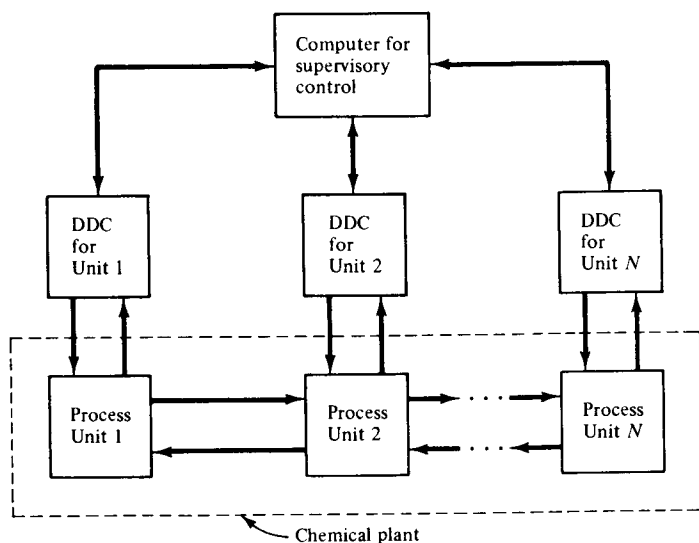 Computer for
supervisory
control
DDC
for
Unit 1
DDC
for
Unit 2
DDC
for
Unit N
Process
Unit 1
Process
Unit 2
...
...
Process
Unit N
Chemical plant